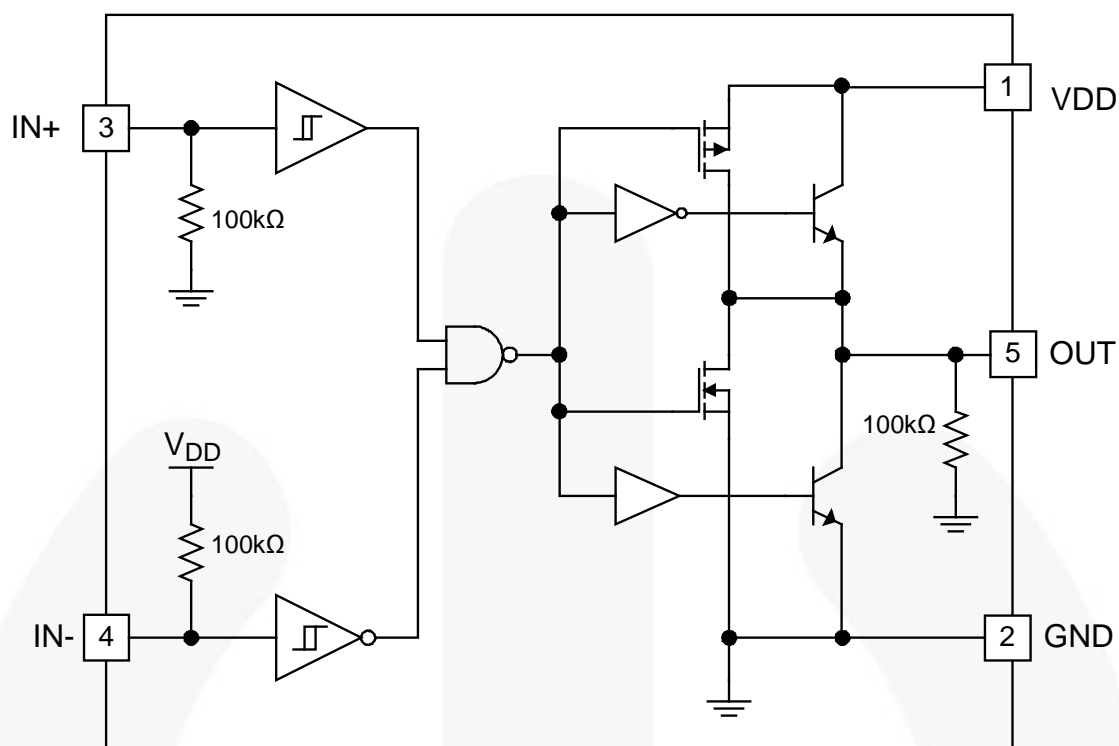 IN+
3
100kΩ
1
VDD
5
OUT
100kΩ
VDD
100kΩ
IN-
4
2
GND